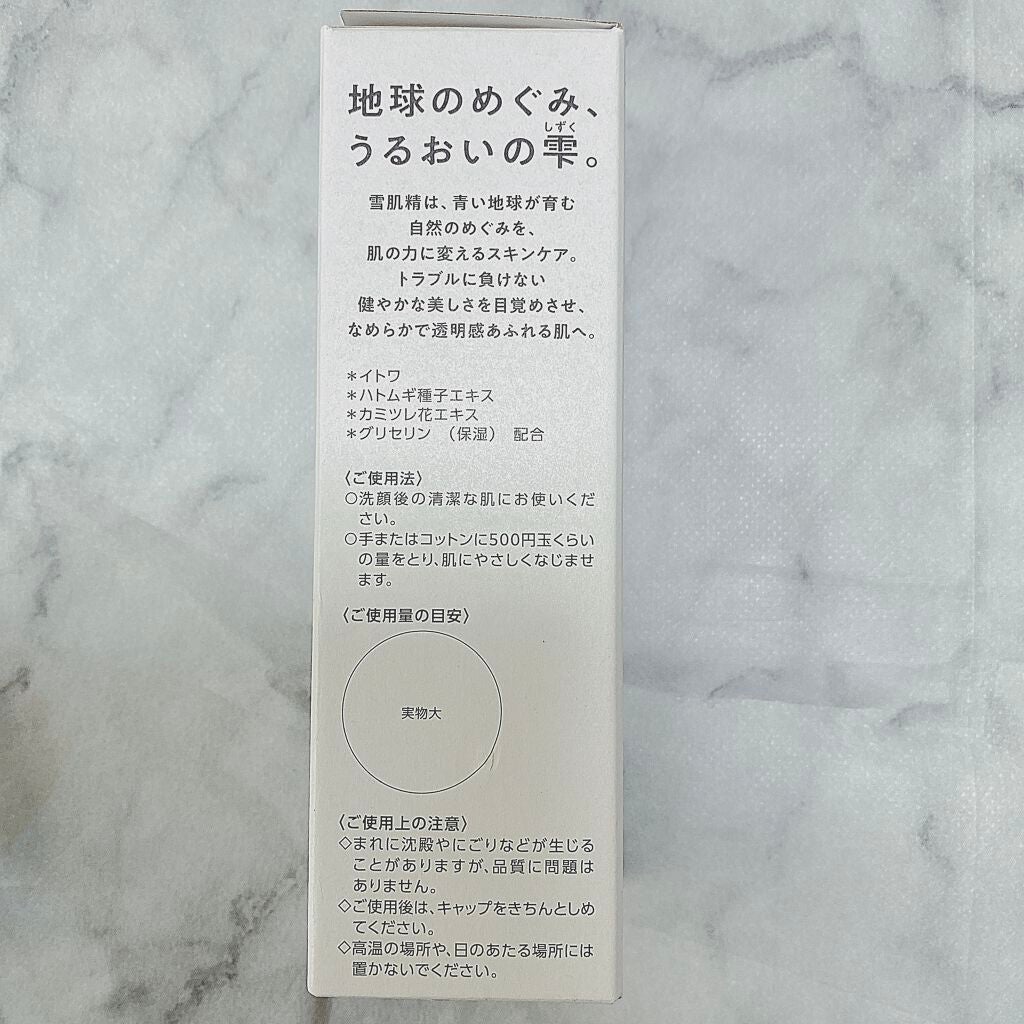 地球のめぐみ、
しずく
うるおいの雫。
雪肌精は、青い地球が育む
自然のめぐみを、
肌の力に変えるスキンケア。
トラブルに負けない
健やかな美しさを目覚めさせ、
なめらかで透明感あふれる肌へ。
＊イトワ
＊ハトムギ種子エキス
＊カミツレ花エキス
＊グリセリン （保湿） 配合
〈ご使用法〉
○洗顔後の清潔な肌にお使いくだ
さい。
○手またはコットンに500円玉くらい
の量をとり、肌にやさしくなじませ
ます。
〈ご使用量の目安〉
実物大
〈ご使用上の注意〉
◇まれに沈殿やにごりなどが生じる
ことがありますが、品質に問題は
ありません。
◇ご使用後は、キャップをきちんとしめ
てください。
◇高温の場所や、日のあたる場所には
置かないでください。